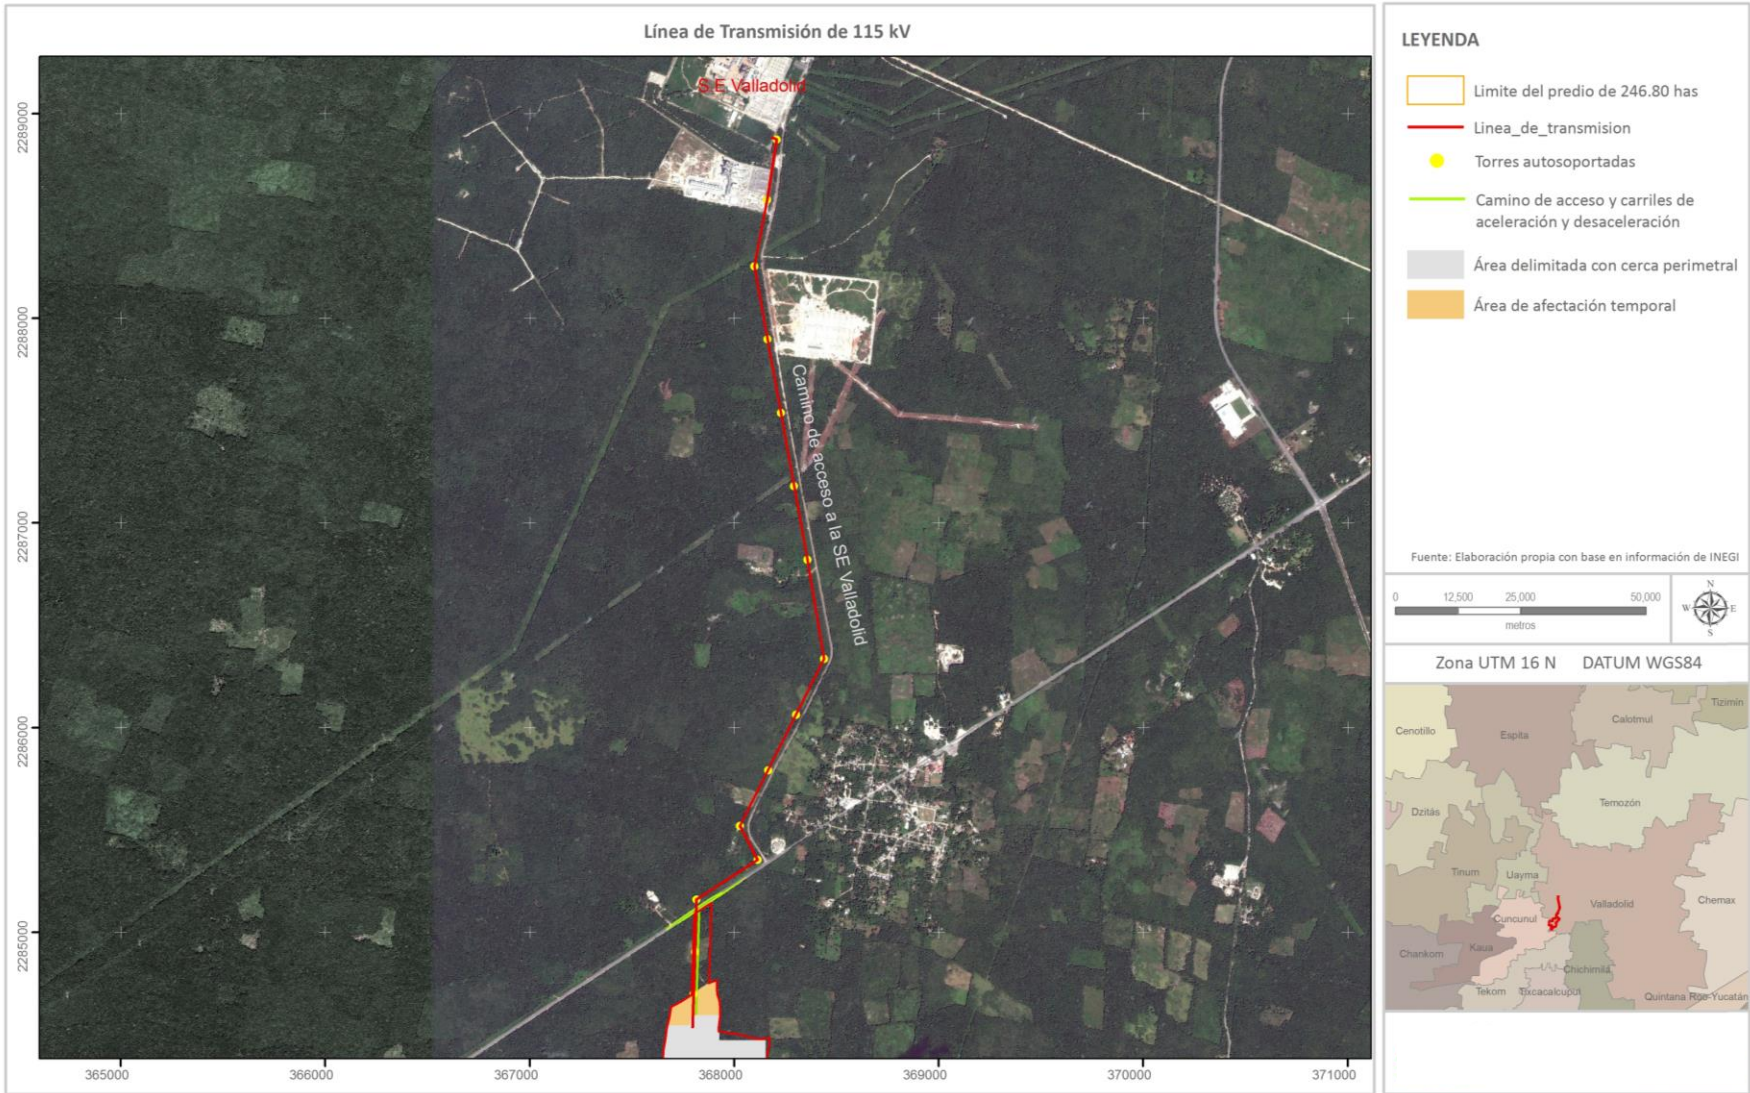 Línea de Transmisión de 115 kV
S.E Valladolid
Camino de acceso a la SE Valladolid
2289000
2288000
2287000
2286000
2285000
365000
366000
367000
368000
369000
370000
371000
LEYENDA
Limite del predio de 246.80 has
Linea_de_transmision
Torres autosoportadas
Camino de acceso y carriles de
aceleración y desaceleración
Área delimitada con cerca perimetral
Área de afectación temporal
Fuente: Elaboración propia con base en información de INEGI
0 12,500 25,000 50,000
metros
N
W E
S
Zona UTM 16 N DATUM WGS84
Tizimín
Calotmul
Cenotillo
Espita
Temozón
Dzitás
Tinum
Uayma
Valladolid
Chemax
Cuncunul
Kaua
Chankom
Chichimilá
Tekom
Tixcacalcupul
Quintana Roo-Yucatán